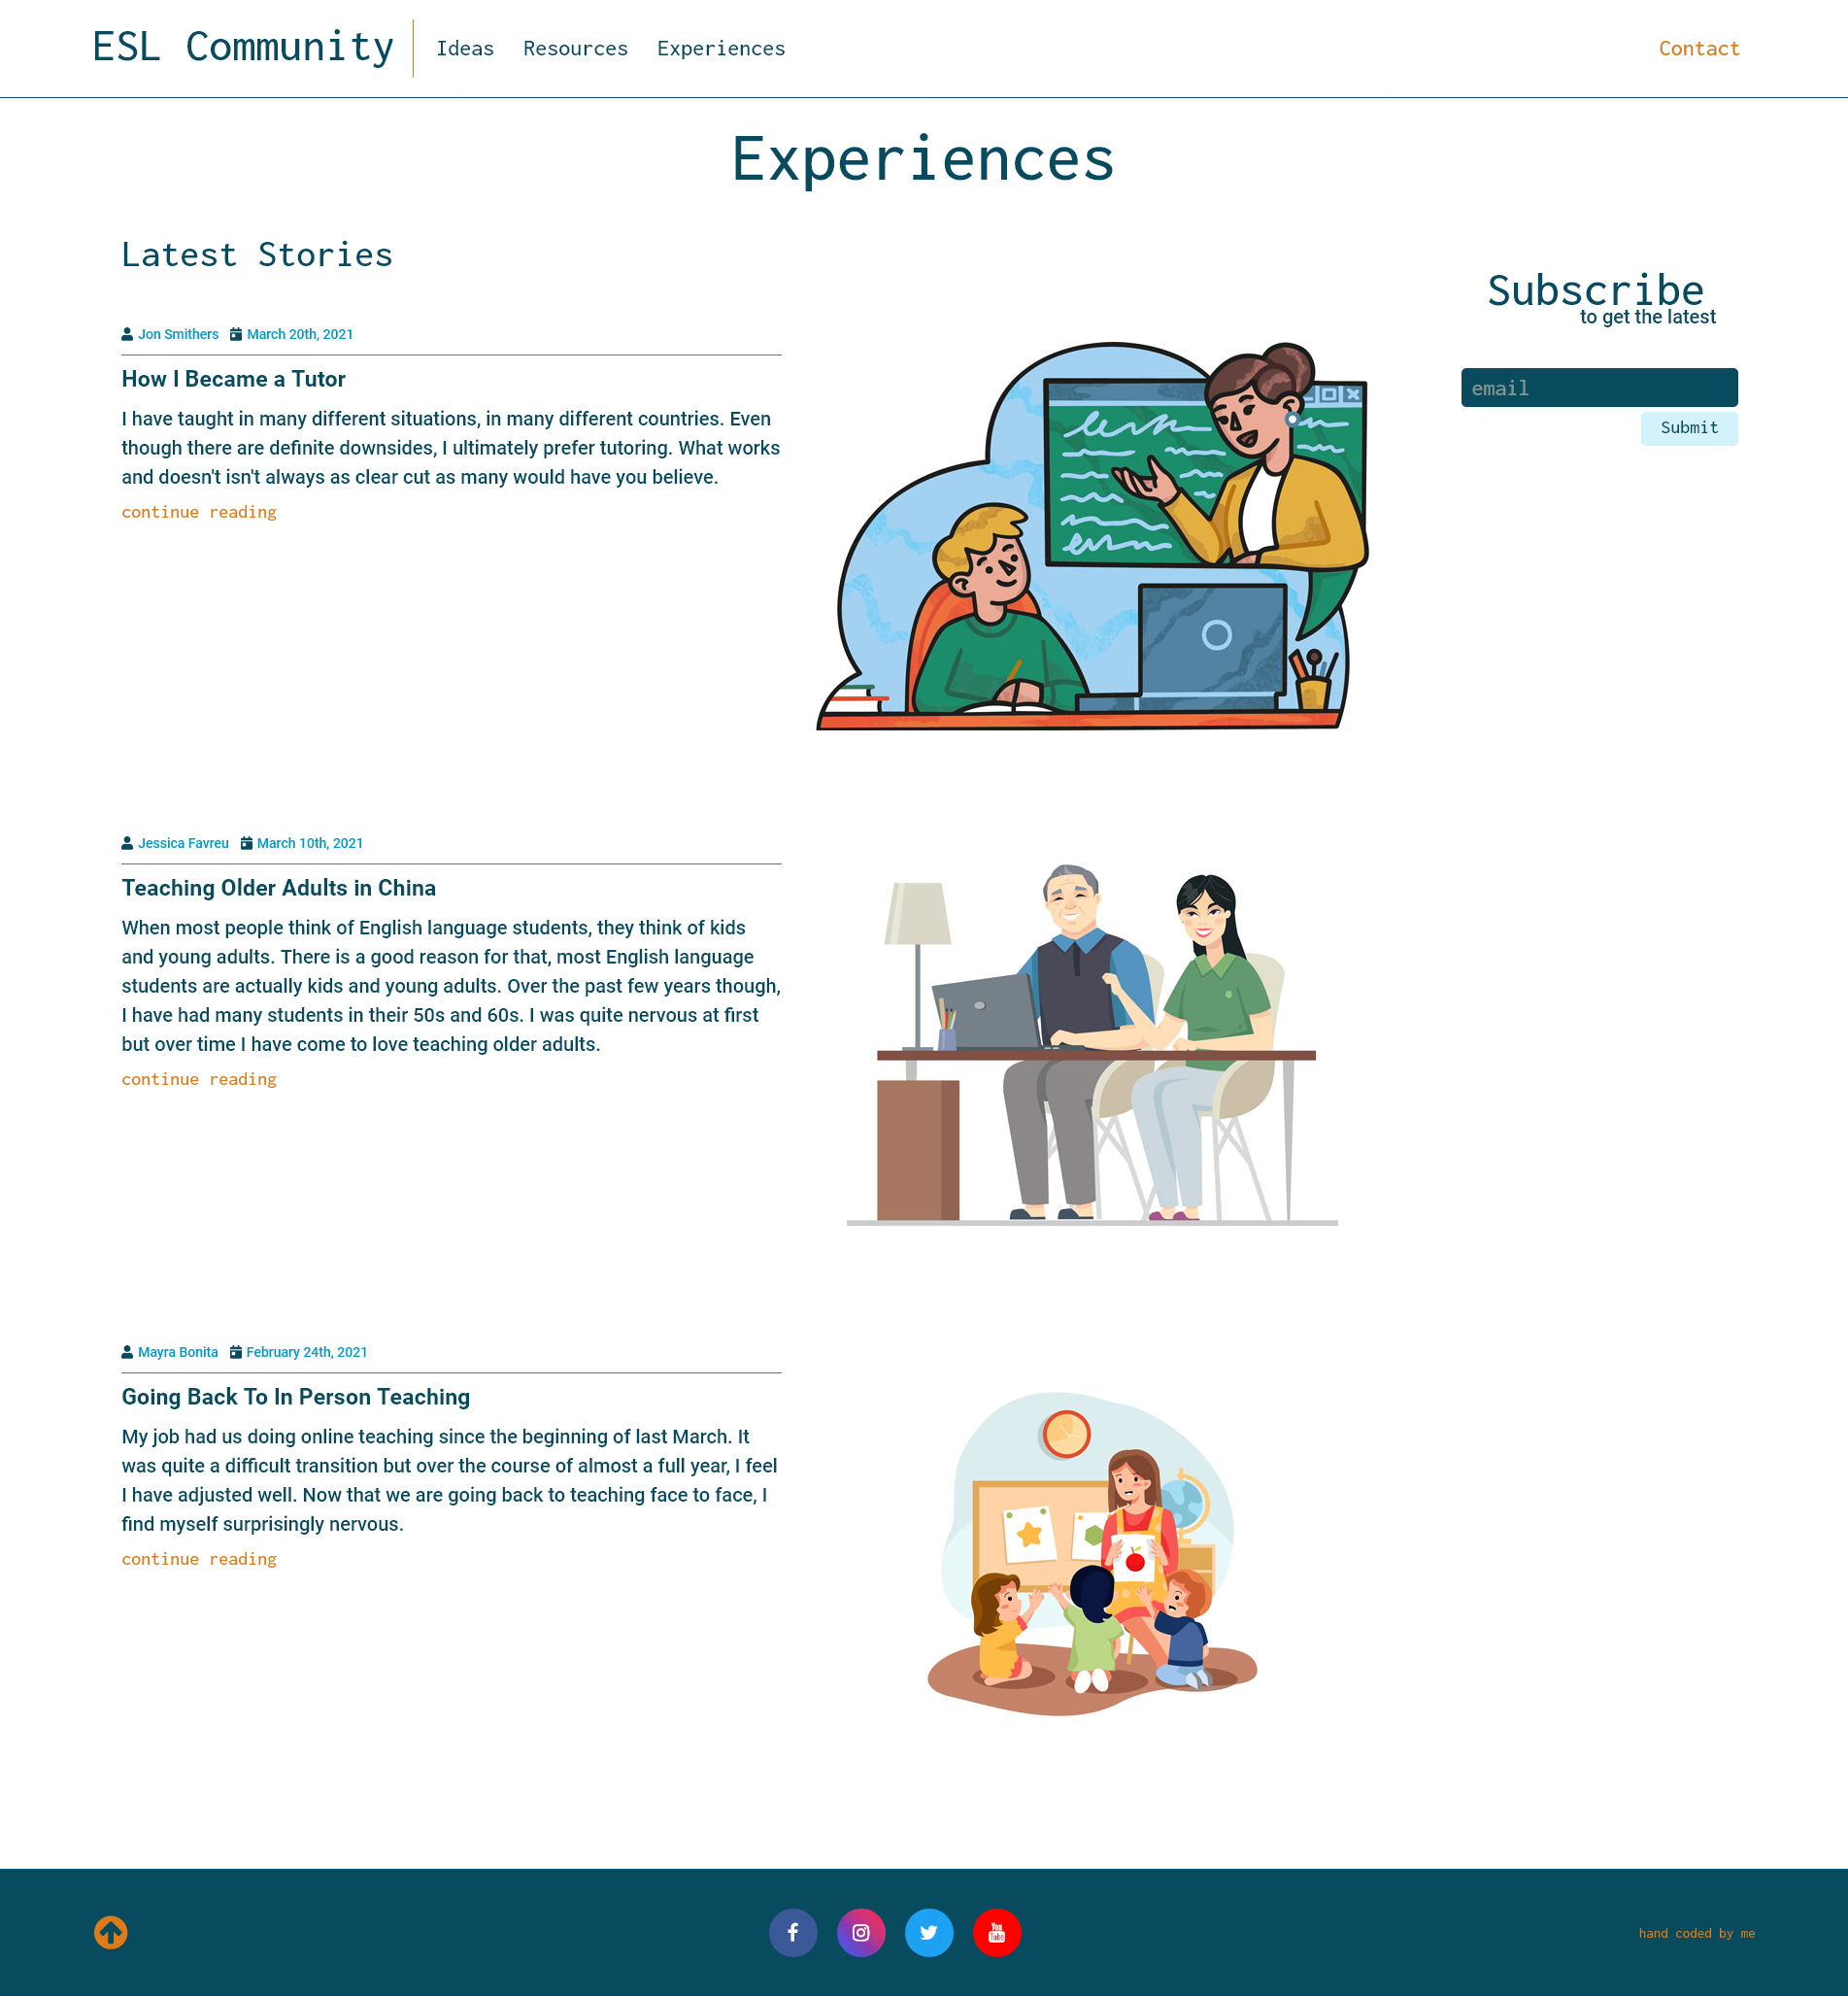 ESL Community
Ideas
Resources
Experiences
Contact
Experiences
Latest Stories
Jon Smithers March 20th, 2021
How I Became a Tutor
I have taught in many different situations, in many different countries. Even
though there are definite downsides, I ultimately prefer tutoring. What works
and doesn't isn't always as clear cut as many would have you believe.
continue reading
Subscribe
to get the latest
email
Submit
Jessica Favreu March 10th, 2021
Teaching Older Adults in China
When most people think of English language students, they think of kids
and young adults. There is a good reason for that, most English language
students are actually kids and young adults. Over the past few years though,
I have had many students in their 50s and 60s. I was quite nervous at first
but over time I have come to love teaching older adults.
continue reading
Mayra Bonita February 24th, 2021
Going Back To In Person Teaching
My job had us doing online teaching since the beginning of last March. It
was quite a difficult transition but over the course of almost a full year, I feel
I have adjusted well. Now that we are going back to teaching face to face, I
find myself surprisingly nervous.
continue reading
You
Tube
hand coded by me